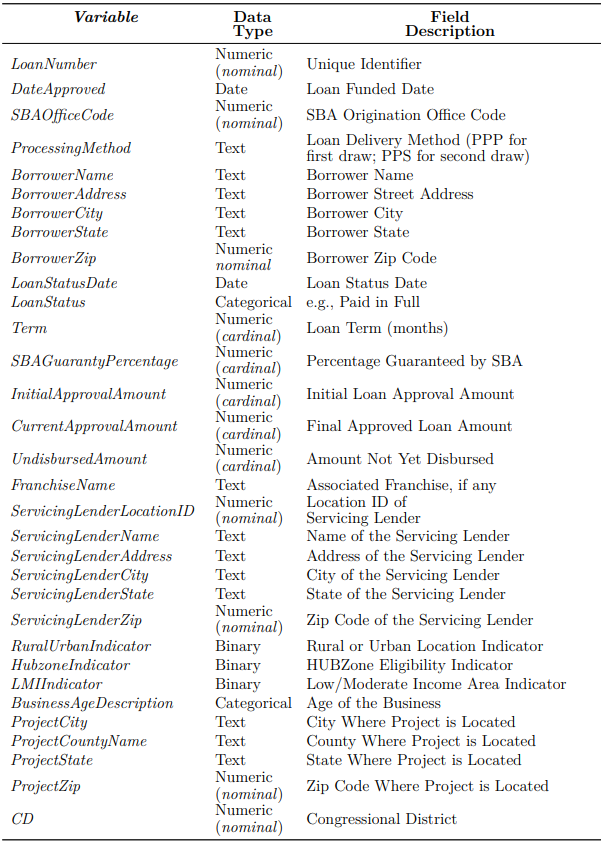 Variable Data Type Field Description
LoanNumber Numeric (nominal) Unique Identifier
DateApproved Date Loan Funded Date
SBAOfficeCode Numeric (nominal) SBA Origination Office Code
ProcessingMethod Text Loan Delivery Method (PPP for first draw; PPS for second draw)
BorrowerName Text Borrower Name
BorrowerAddress Text Borrower Street Address
BorrowerCity Text Borrower City
BorrowerState Text Borrower State
BorrowerZip Numeric nominal Borrower Zip Code
LoanStatusDate Date Loan Status Date
LoanStatus Categorical e.g., Paid in Full
Term Numeric (cardinal) Loan Term (months)
SBAGuarantyPercentage Numeric (cardinal) Percentage Guaranteed by SBA
InitialApprovalAmount Numeric (cardinal) Initial Loan Approval Amount
CurrentApprovalAmount Numeric (cardinal) Final Approved Loan Amount
UndisbursedAmount Numeric (cardinal) Amount Not Yet Disbursed
FranchiseName Text Associated Franchise, if any
ServicingLenderLocationID Numeric (nominal) Location ID of Servicing Lender
ServicingLenderName Text Name of the Servicing Lender
ServicingLenderAddress Text Address of the Servicing Lender
ServicingLenderCity Text City of the Servicing Lender
ServicingLenderState Text State of the Servicing Lender
ServicingLenderZip Numeric (nominal) Zip Code of the Servicing Lender
RuralUrbanIndicator Binary Rural or Urban Location Indicator
HubzoneIndicator Binary HUBZone Eligibility Indicator
LMIIndicator Binary Low/Moderate Income Area Indicator
BusinessAgeDescription Categorical Age of the Business
ProjectCity Text City Where Project is Located
ProjectCountyName Text County Where Project is Located
ProjectState Text State Where Project is Located
ProjectZip Numeric (nominal) Zip Code Where Project is Located
CD Numeric (nominal) Congressional District